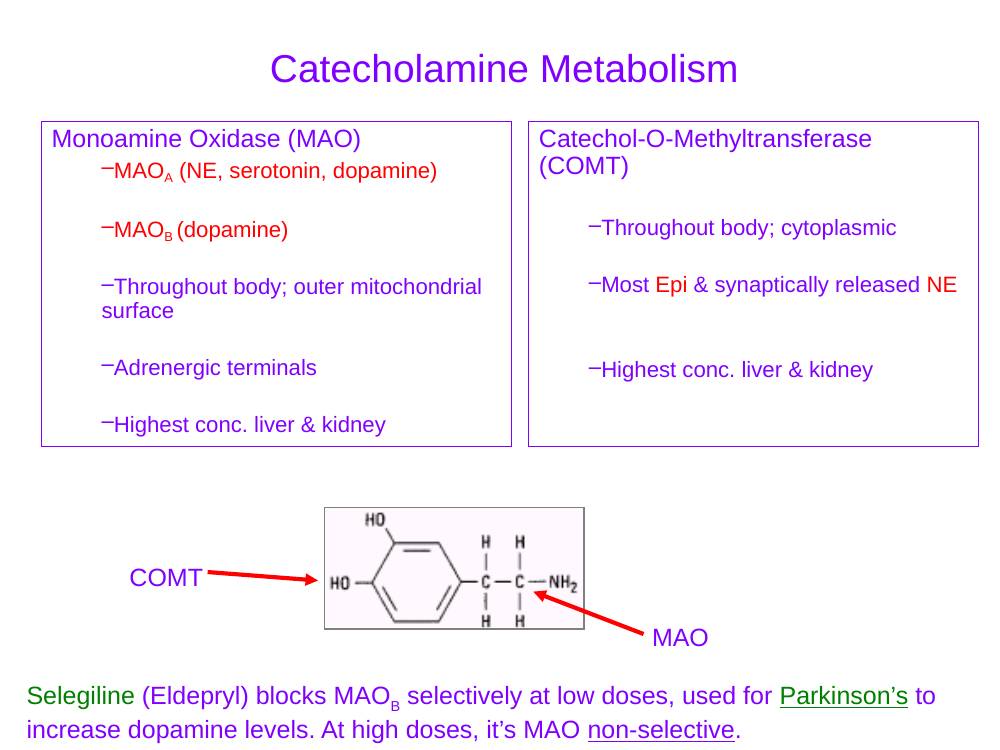 Catecholamine Metabolism
Monoamine Oxidase (MAO)
–MAOA (NE, serotonin, dopamine)
–MAOB (dopamine)
–Throughout body; outer mitochondrial
surface
–Adrenergic terminals
–Highest conc. liver & kidney
Catechol-O-Methyltransferase
(COMT)
–Throughout body; cytoplasmic
–Most Epi & synaptically released NE
–Highest conc. liver & kidney
HO
H H
COMT
HO C C NH2
H H
MAO
Selegiline (Eldepryl) blocks MAOB selectively at low doses, used for Parkinson’s to
increase dopamine levels. At high doses, it’s MAO non-selective.